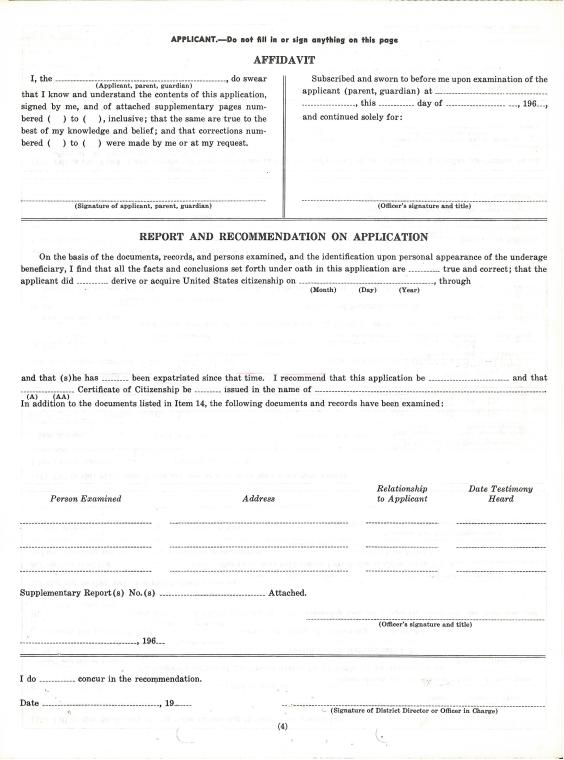 APPLICANT.—Do not fill in or sign anything on this page
AFFIDAVIT
I, the ............................................, do swear
(Applicant, parent, guardian)
that I know and understand the contents of this application,
signed by me, and of attached supplementary pages num-
bered ( ) to ( ), inclusive; that the same are true to the
best of my knowledge and belief; and that corrections num-
bered ( ) to ( ) were made by me or at my request.
(Signature of applicant, parent, guardian)
Subscribed and sworn to before me upon examination of the
applicant (parent, guardian) at ............................
..............., this .......... day of ...................., 196...,
and continued solely for:
(Officer's signature and title)
REPORT AND RECOMMENDATION ON APPLICATION
On the basis of the documents, records, and persons examined, and the identification upon personal appearance of the underage
beneficiary, I find that all the facts and conclusions set forth under oath in this application are .......... true and correct; that the
applicant did .......... derive or acquire United States citizenship on ........................................, through
(Month) (Day) (Year)
and that (s)he has ........ been expatriated since that time. I recommend that this application be ...................... and that
............... Certificate of Citizenship be ........ issued in the name of ............................................................
(A) (AA)
In addition to the documents listed in Item 14, the following documents and records have been examined:
Person Examined Address Relationship to Applicant Date Testimony Heard
Supplementary Report(s) No.(s) .............................. Attached.
(Officer's signature and title)
................................, 196....
I do .......... concur in the recommendation.
Date ................................, 19......
(Signature of District Director or Officer in Charge)
(4)